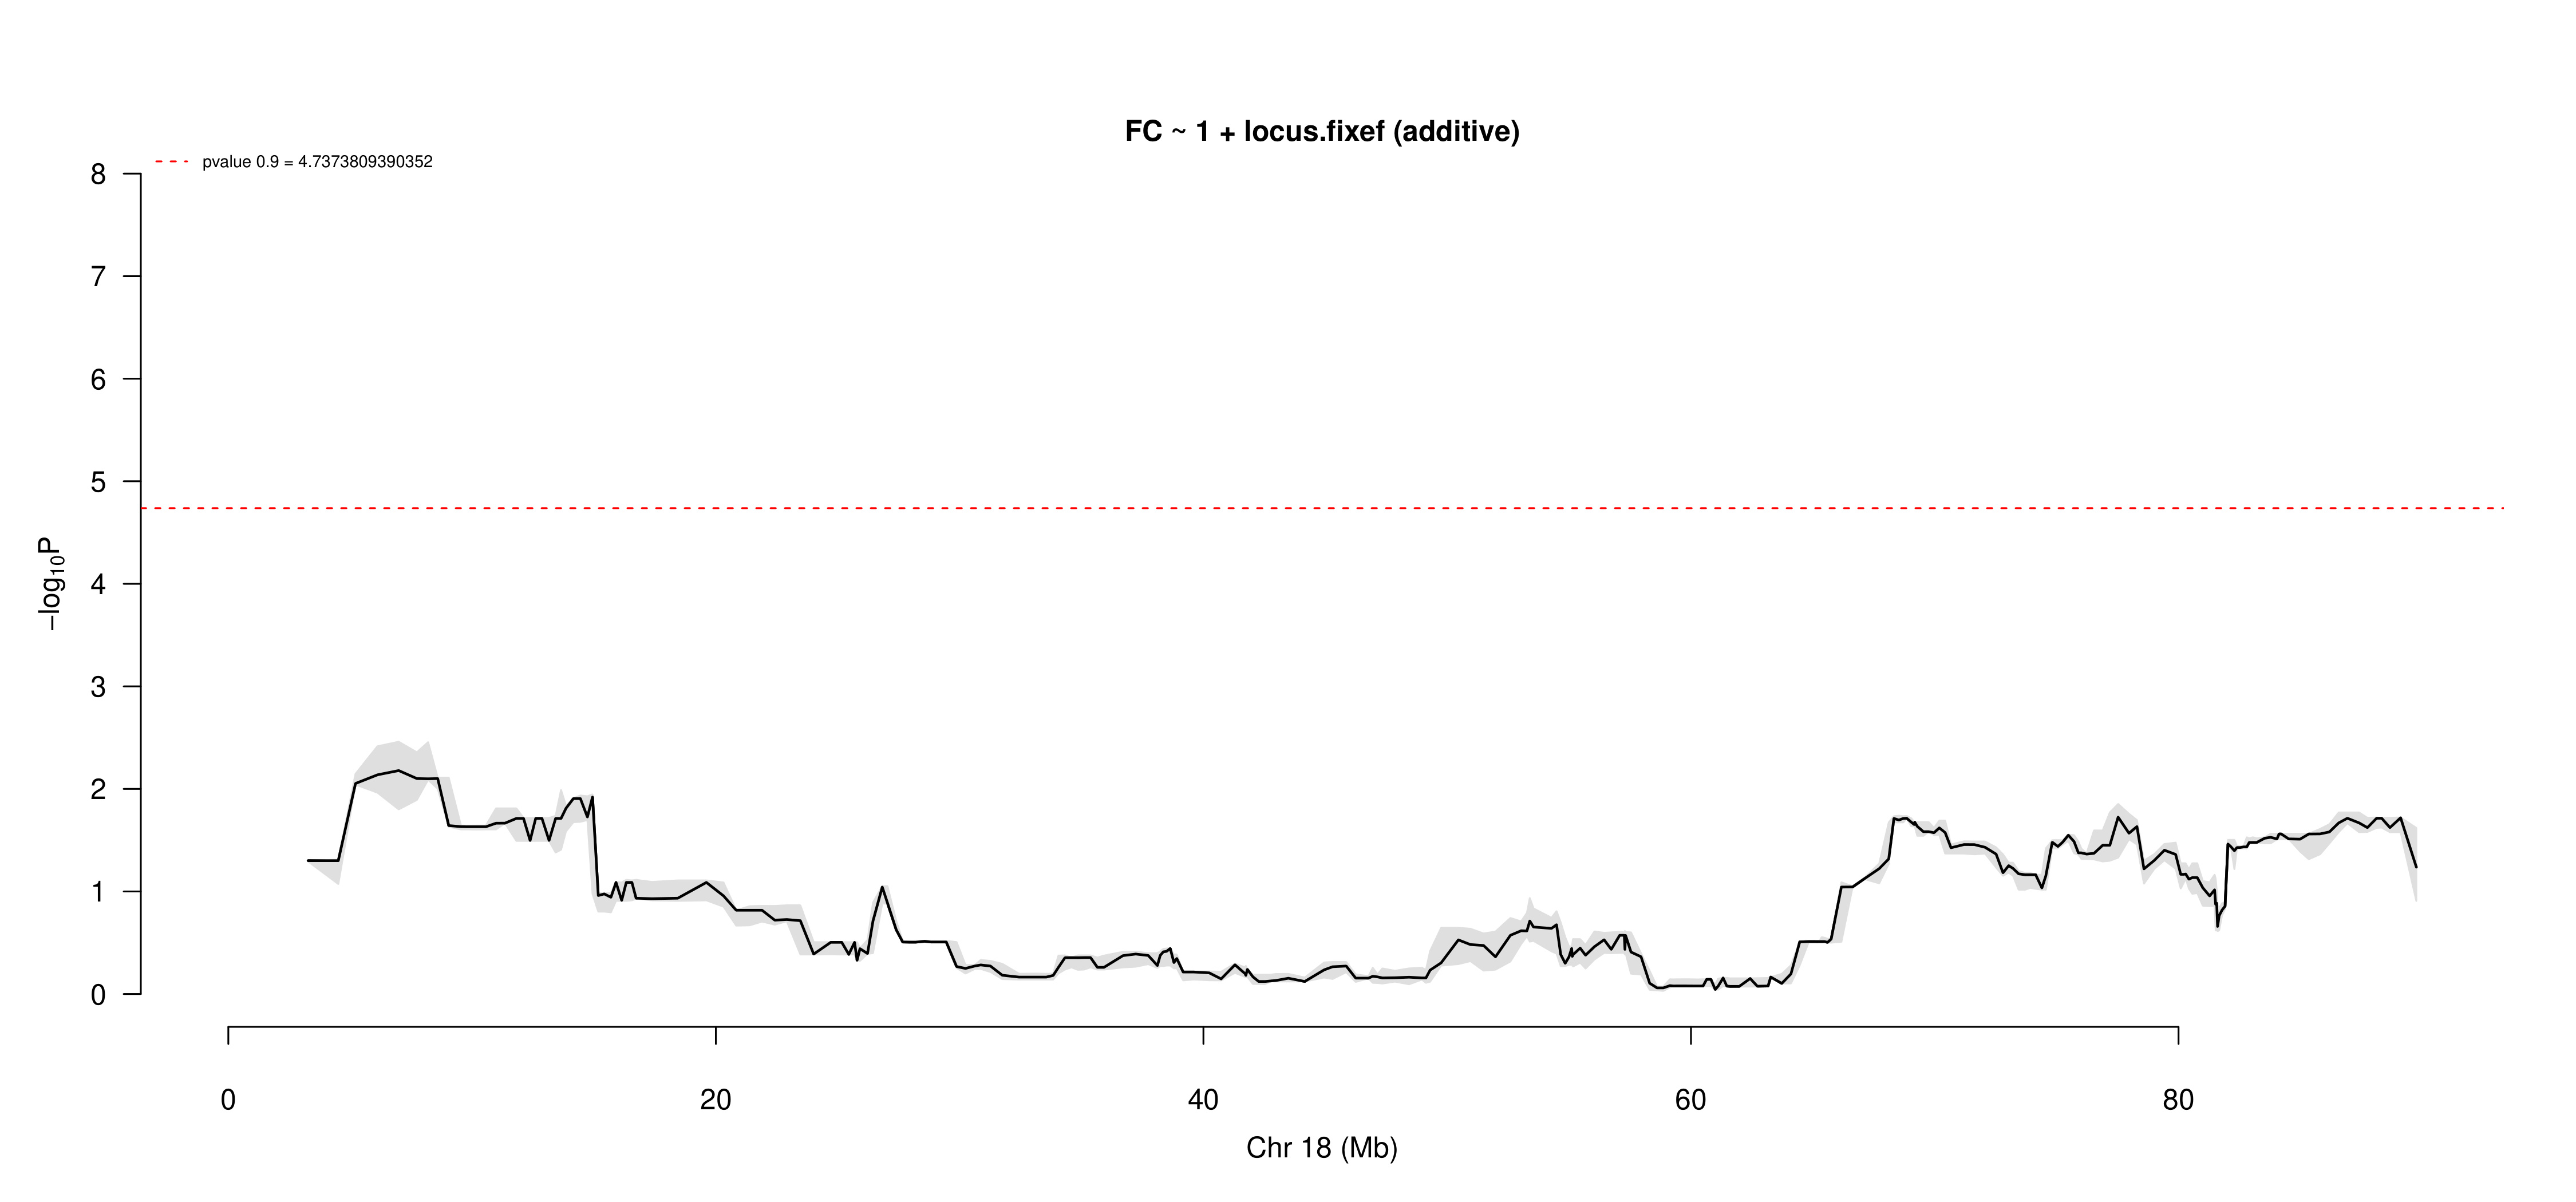 FC ~ 1 + locus.fixef (additive)
pvalue 0.9 = 4.7373809390352
8
7
6
5
4
3
2
1
0
−log10P
0 20 40 60 80
Chr 18 (Mb)